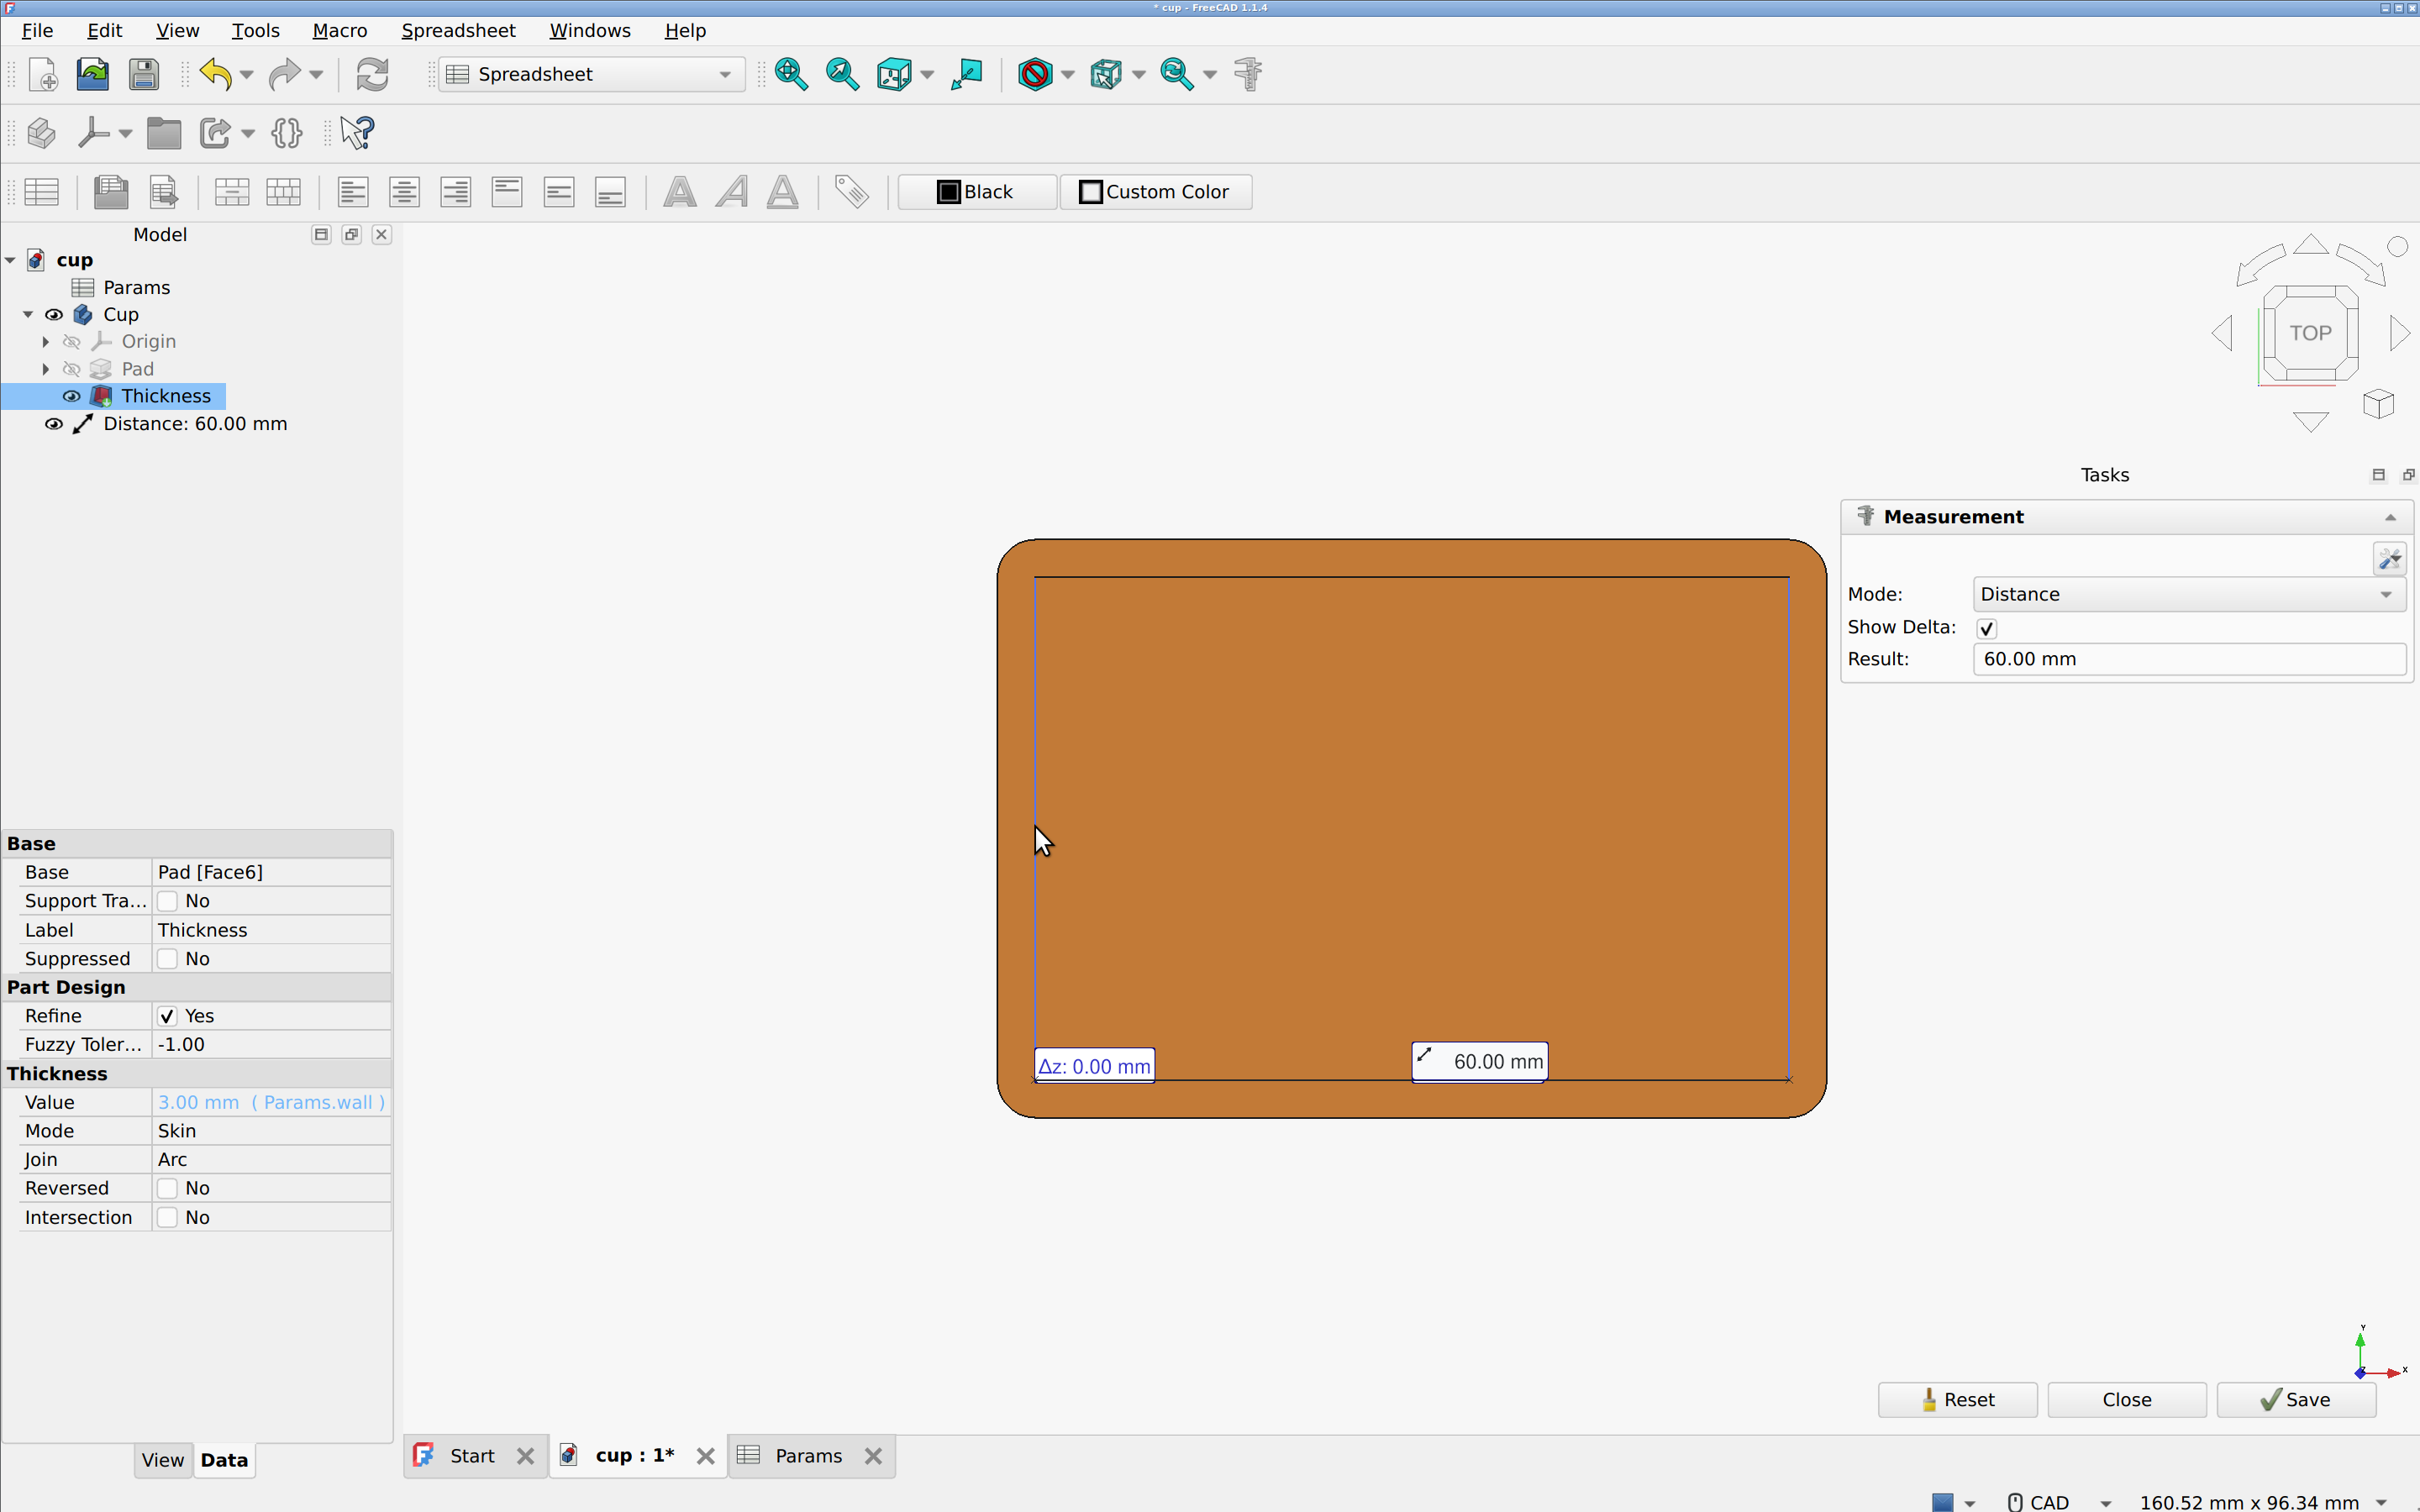 * cup - FreeCAD 1.1.4
File Edit View Tools Macro Spreadsheet Windows Help
Spreadsheet
Black Custom Color
Model
cup
Params
Cup
Origin
Pad
Thickness
Distance: 60.00 mm
TOP
Tasks
Measurement
Mode: Distance
Show Delta:
Result: 60.00 mm
Δz: 0.00 mm
60.00 mm
Base
Base Pad [Face6]
Support Tra... No
Label Thickness
Suppressed No
Part Design
Refine Yes
Fuzzy Toler... -1.00
Thickness
Value 3.00 mm ( Params.wall )
Mode Skin
Join Arc
Reversed No
Intersection No
Y
X
Reset Close Save
View Data
Start cup : 1* Params
CAD 160.52 mm x 96.34 mm